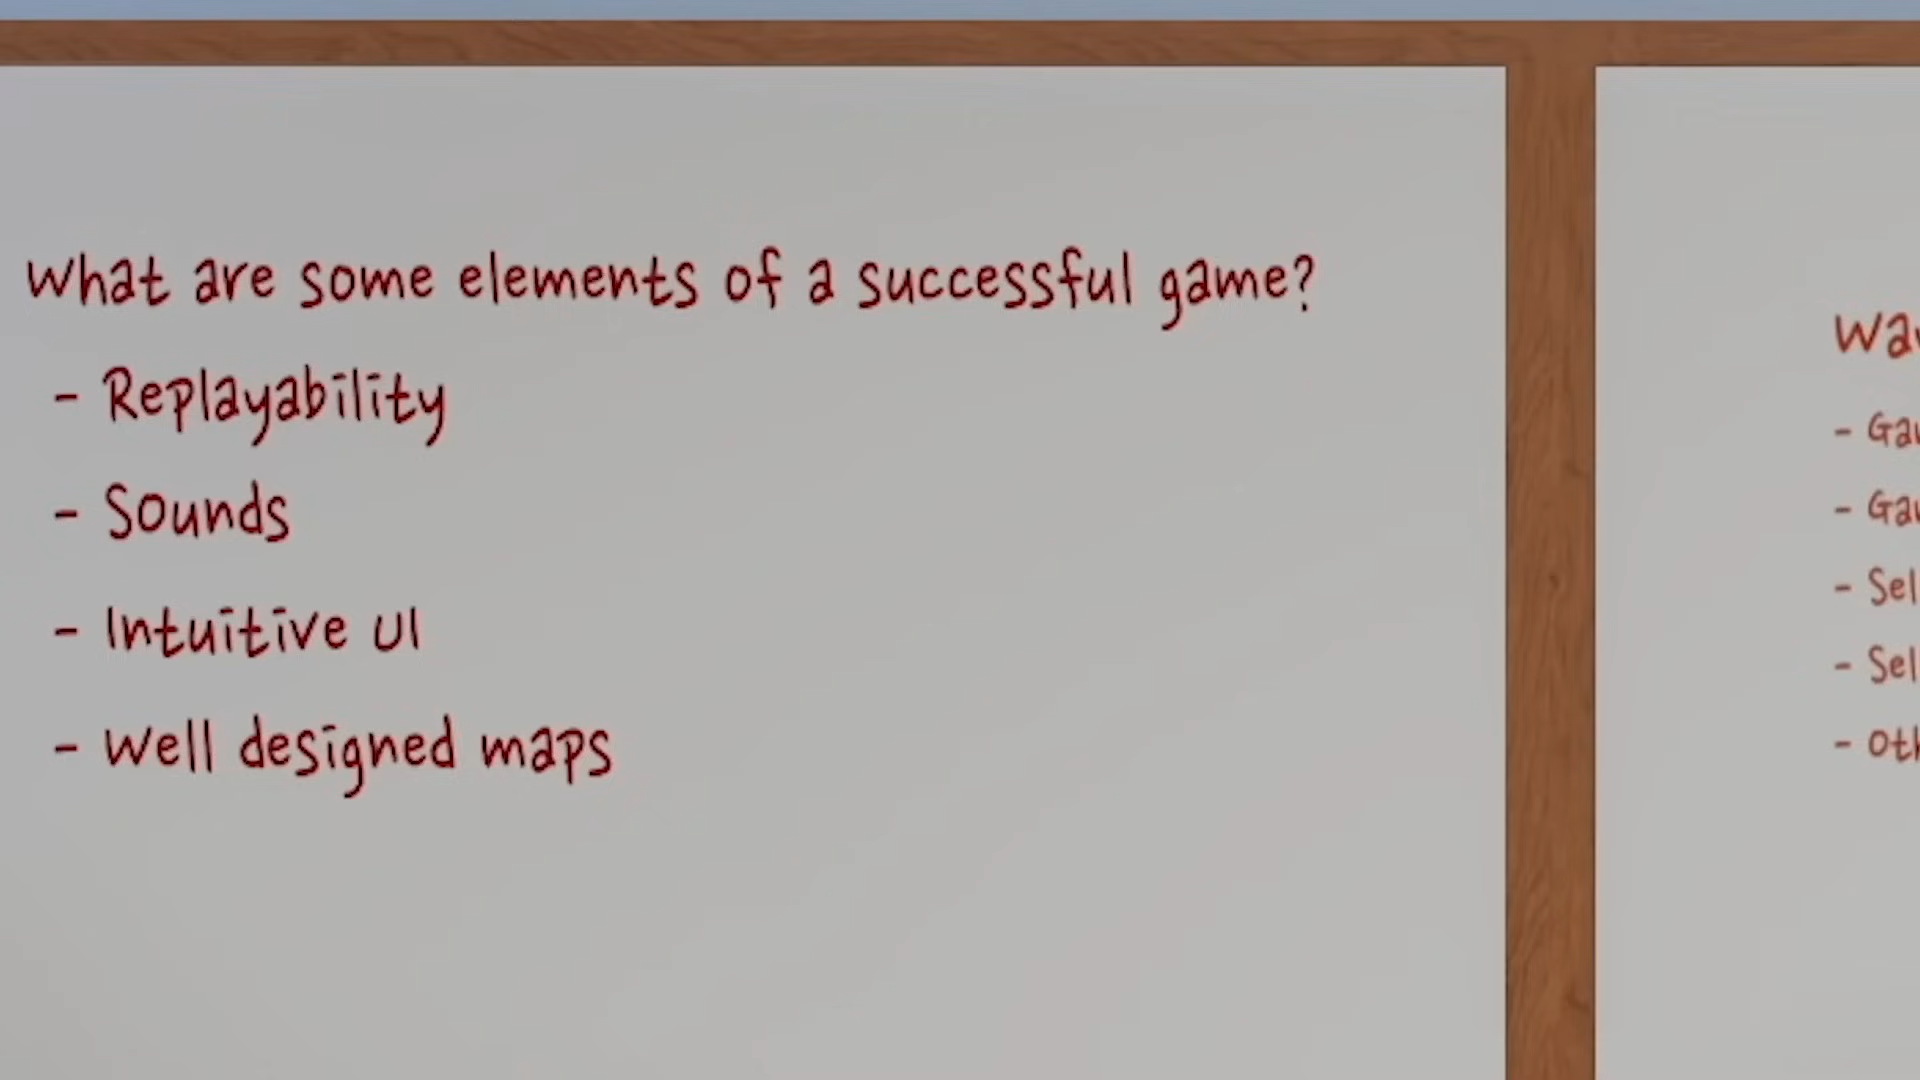 What are some elements of a successful game?
- Replayability
- Sounds
- Intuitive UI
- Well designed maps